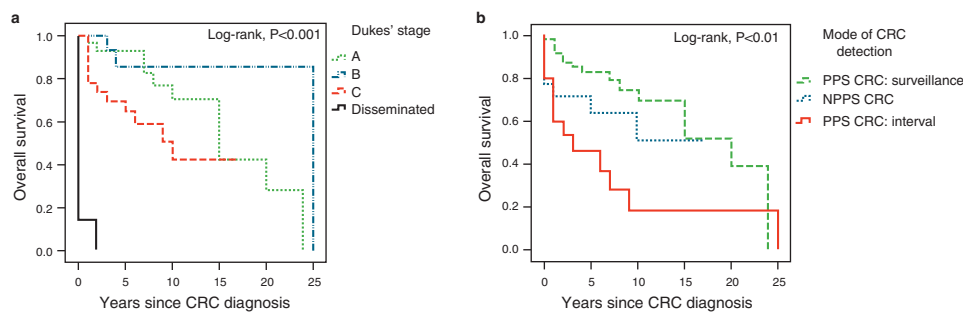 a
Log-rank, P<0.001
Dukes' stage
A
B
C
Disseminated
1.0
0.8
0.6
0.4
0.2
0.0
Overall survival
0 5 10 15 20 25
Years since CRC diagnosis
b
Log-rank, P<0.01
Mode of CRC
detection
PPS CRC: surveillance
NPPS CRC
PPS CRC: interval
1.0
0.8
0.6
0.4
0.2
0.0
Overall survival
0 5 10 15 20 25
Years since CRC diagnosis